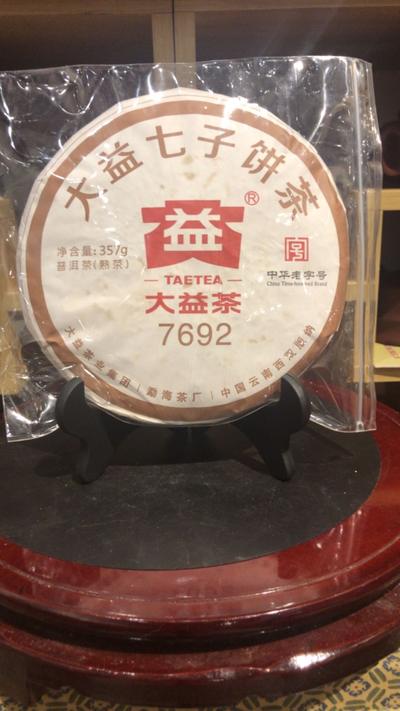 大益七子饼茶
益®
净含量:357g
普洱茶(熟茶)
TAETEA
大益茶
7692
中华老字号
China Time-honored Brand
大益茶业集团|勐海茶厂|中国云南西双版纳